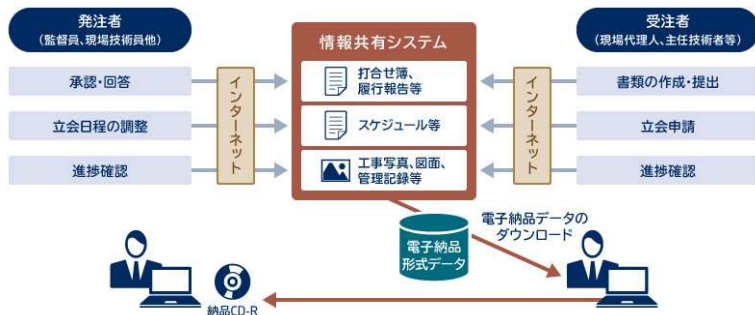 発注者
(監督員、現場技術員他)
承認・回答
立会日程の調整
進捗確認
インターネット
情報共有システム
打合せ簿、
履行報告等
スケジュール等
工事写真、図面、
管理記録等
インターネット
受注者
(現場代理人、主任技術者等)
書類の作成・提出
立会申請
進捗確認
電子納品
形式データ
電子納品データの
ダウンロード
納品CD-R